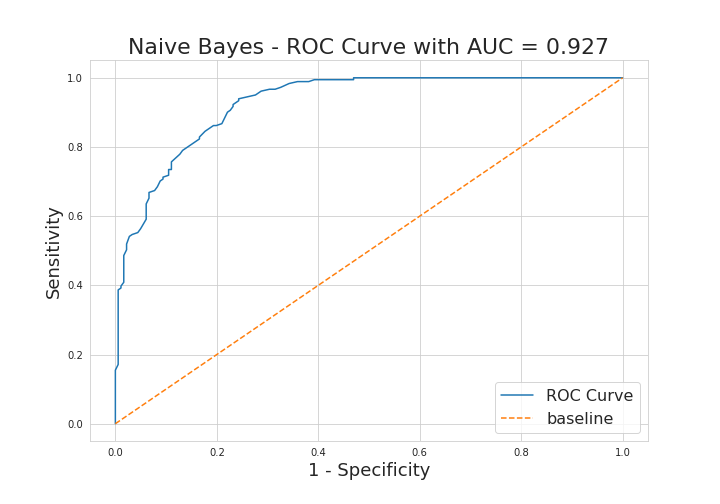 Naive Bayes - ROC Curve with AUC = 0.927
1.0
0.8
0.6
0.4
0.2
0.0
Sensitivity
0.0 0.2 0.4 0.6 0.8 1.0
1 - Specificity
ROC Curve
baseline